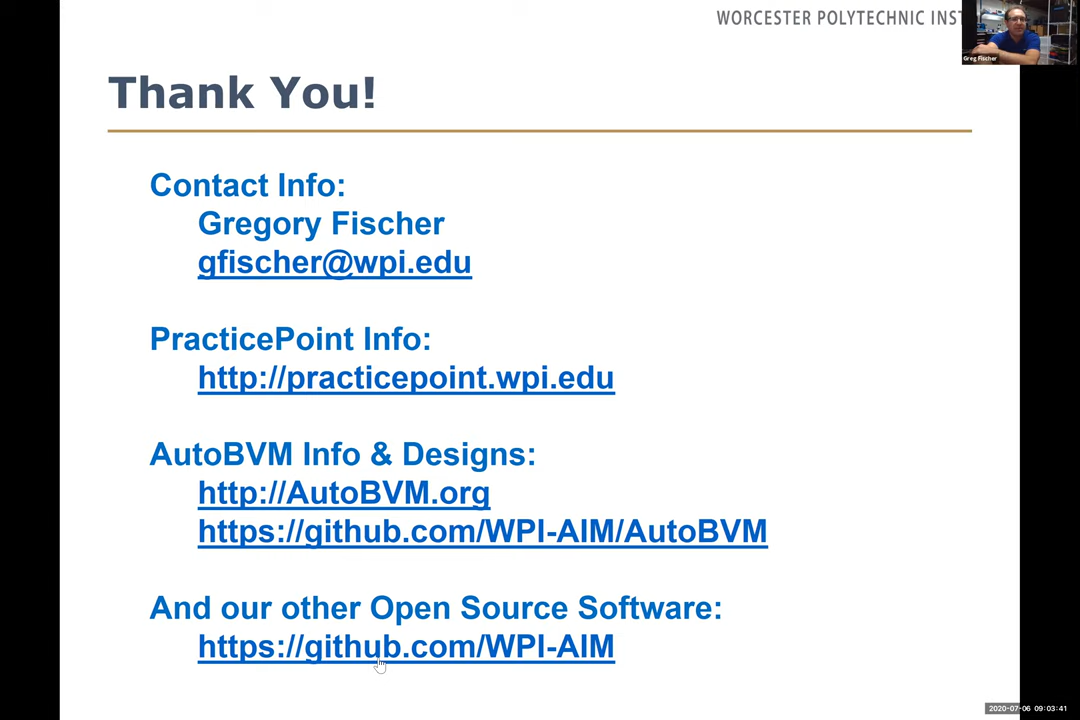 WORCESTER POLYTECHNIC INST
Greg Fischer
Thank You!
Contact Info:
Gregory Fischer
gfischer@wpi.edu
PracticePoint Info:
http://practicepoint.wpi.edu
AutoBVM Info & Designs:
http://AutoBVM.org
https://github.com/WPI-AIM/AutoBVM
And our other Open Source Software:
https://github.com/WPI-AIM
2020-07-06 09:03:41